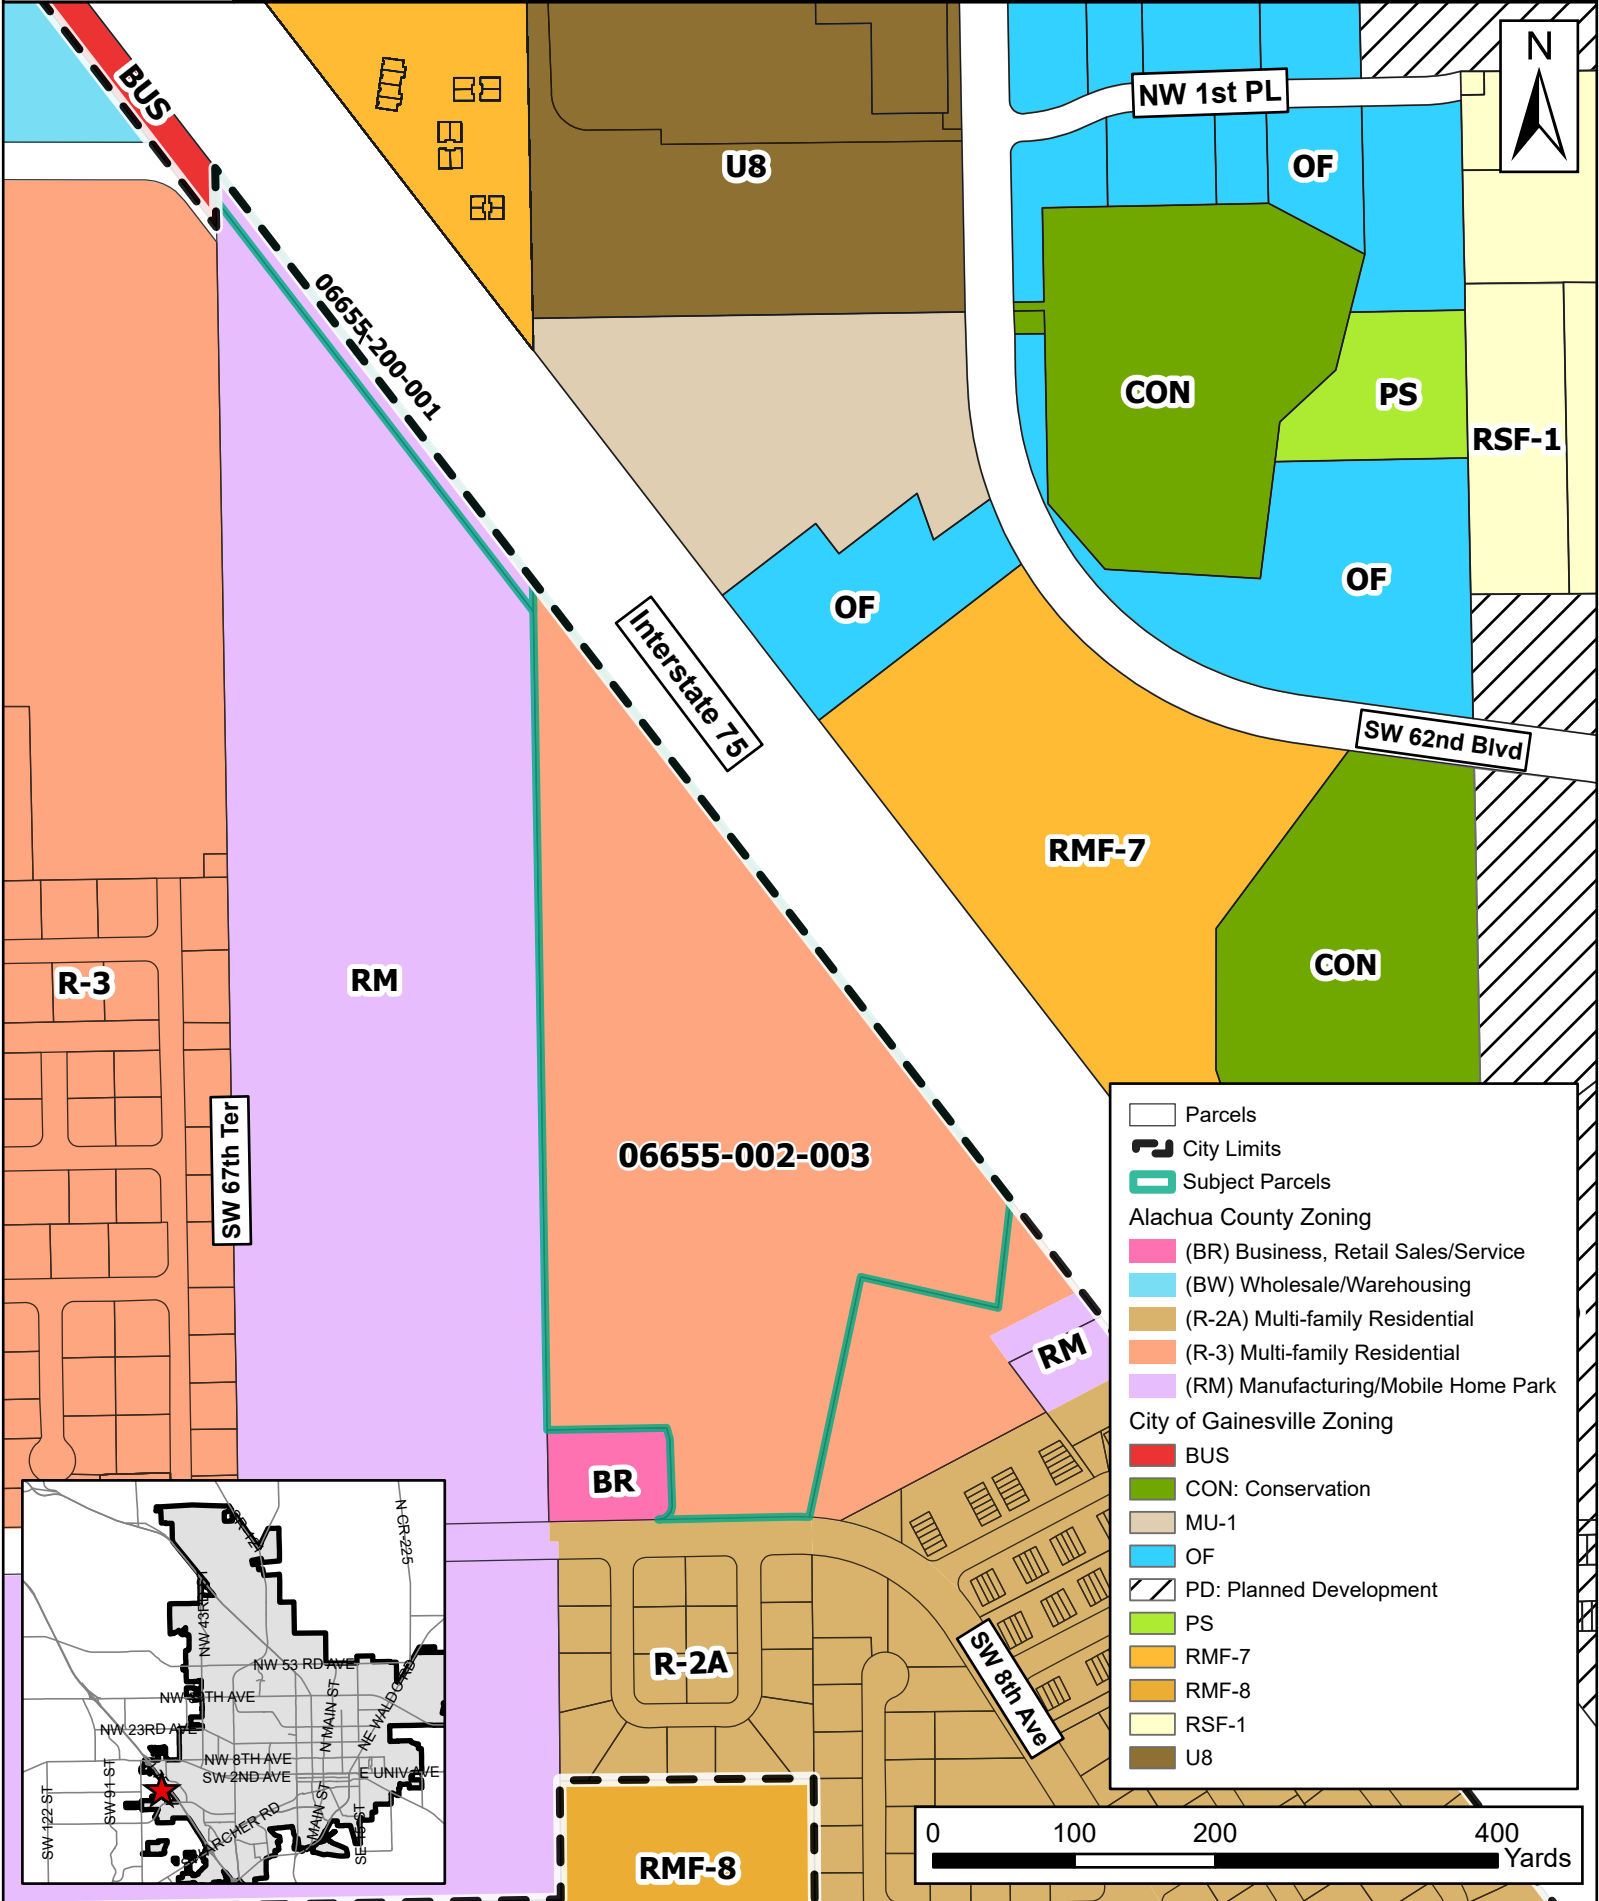 BUS
NW 1st PL
N
U8
OF
06655-200-001
CON
PS
RSF-1
OF
OF
Interstate 75
SW 62nd Blvd
RMF-7
CON
R-3
RM
SW 67th Ter
06655-002-003
RM
BR
R-2A
SW 8th Ave
RMF-8
Parcels
City Limits
Subject Parcels
Alachua County Zoning
(BR) Business, Retail Sales/Service
(BW) Wholesale/Warehousing
(R-2A) Multi-family Residential
(R-3) Multi-family Residential
(RM) Manufacturing/Mobile Home Park
City of Gainesville Zoning
BUS
CON: Conservation
MU-1
OF
PD: Planned Development
PS
RMF-7
RMF-8
RSF-1
U8
0 100 200 400
Yards
N CR-225
NW 53 RD AVE
NW 23RD AVE
NW 8TH AVE
SW 2ND AVE
E UNIV AVE
N MAIN ST
NE WALDO RD
SW 91 ST
SW 122 ST
ARCHER RD
MAIN ST